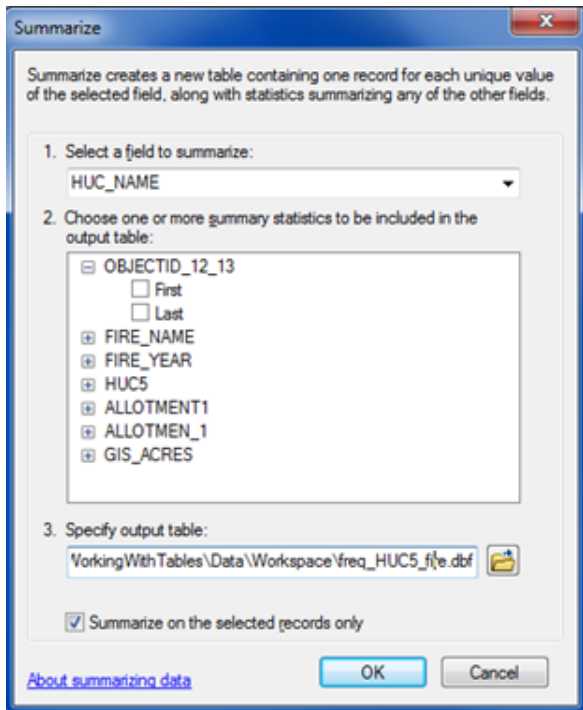 Summarize
Summarize creates a new table containing one record for each unique value
of the selected field, along with statistics summarizing any of the other fields.
1. Select a field to summarize:
HUC_NAME
2. Choose one or more summary statistics to be included in the
output table:
OBJECTID_12_13
First
Last
FIRE_NAME
FIRE_YEAR
HUC5
ALLOTMENT1
ALLOTMEN_1
GIS_ACRES
3. Specify output table:
VorkingWithTables\Data\Workspace\freq_HUC5_fire.dbf
Summarize on the selected records only
About summarizing data
OK
Cancel